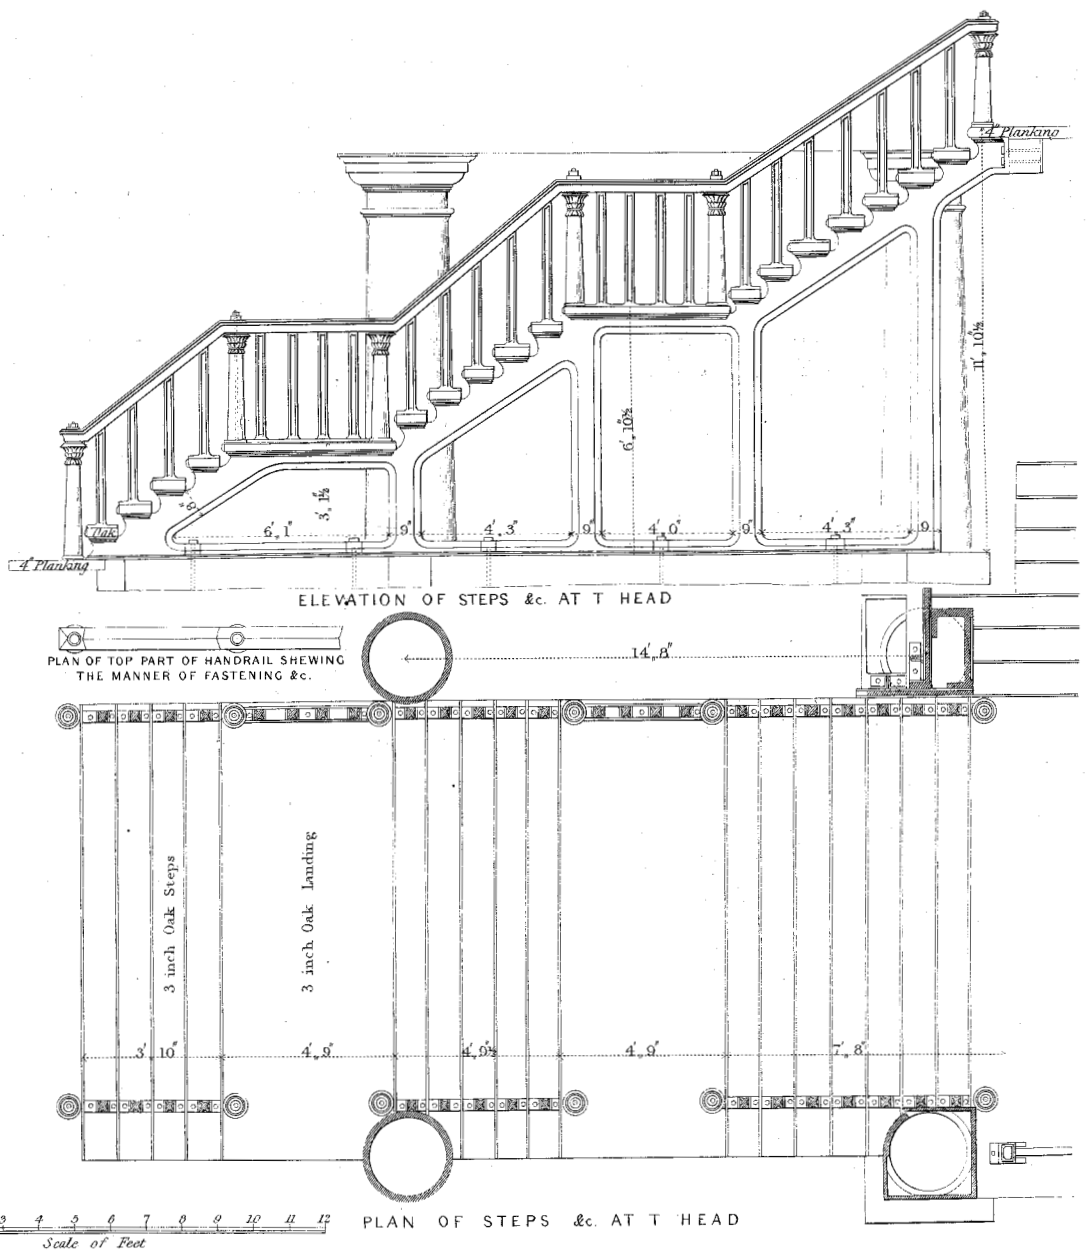 4" Planking
11', 10½"
6', 10½"
3', 1½"
8"
Oak
6', 1"
9"
4', 3"
9"
4', 0"
9"
4', 3"
9
4" Planking
ELEVATION OF STEPS &c. AT T HEAD
14', 8"
PLAN OF TOP PART OF HANDRAIL SHEWING
THE MANNER OF FASTENING &c.
3 inch Oak Steps
3 inch Oak Landing
3' 10"
4', 9"
4', 9½"
4', 9"
7', 8"
3 4 5 6 7 8 9 10 11 12
Scale of Feet
PLAN OF STEPS &c. AT T HEAD